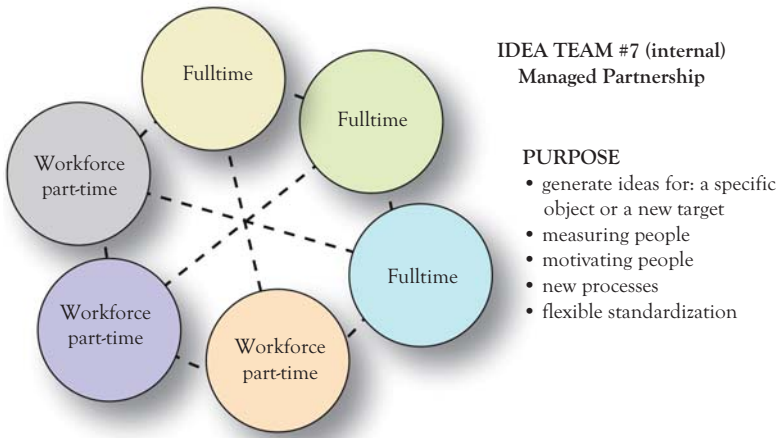 IDEA TEAM #7 (internal)
Managed Partnership
Fulltime
Fulltime
Workforce
part-time
Fulltime
Workforce
part-time
Workforce
part-time
PURPOSE
• generate ideas for: a specific
object or a new target
• measuring people
• motivating people
• new processes
• flexible standardization